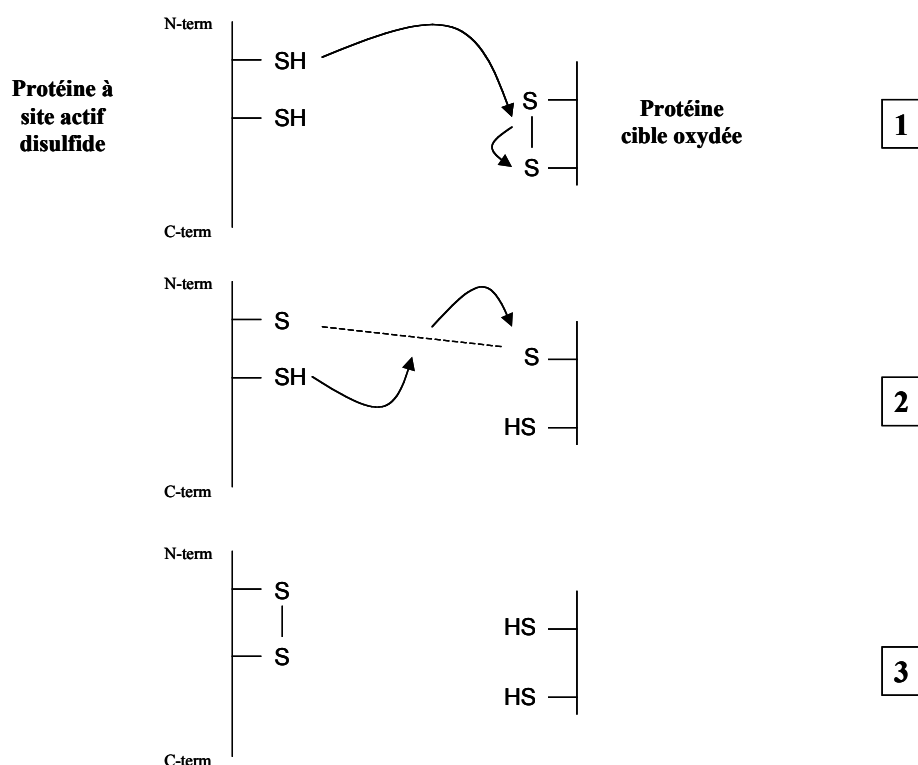 N-term
SH
SH
C-term
Protéine à
site actif
disulfide
S
S
Protéine
cible oxydée
1
N-term
S
SH
C-term
S
HS
2
N-term
S
S
C-term
HS
HS
3